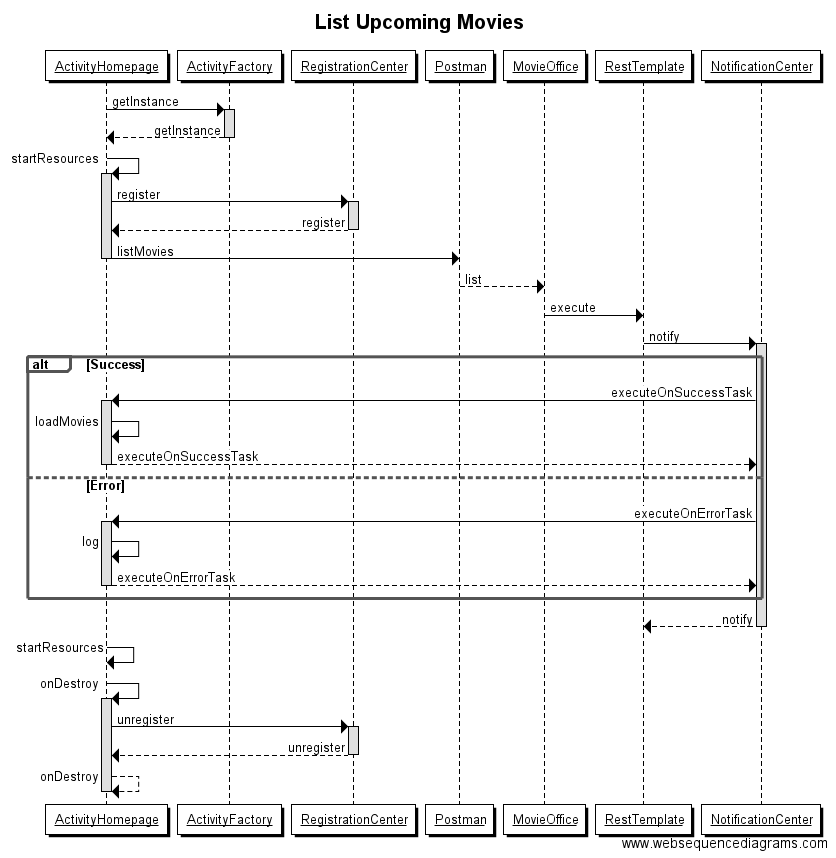 List Upcoming Movies
ActivityHomepage ActivityFactory RegistrationCenter Postman MovieOffice RestTemplate NotificationCenter
getInstance
getInstance
startResources
register
register
listMovies
list
execute
notify
alt [Success]
executeOnSuccessTask
loadMovies
executeOnSuccessTask
[Error]
executeOnErrorTask
log
executeOnErrorTask
notify
startResources
onDestroy
unregister
unregister
onDestroy
ActivityHomepage ActivityFactory RegistrationCenter Postman MovieOffice RestTemplate NotificationCenter
www.websequencediagrams.com